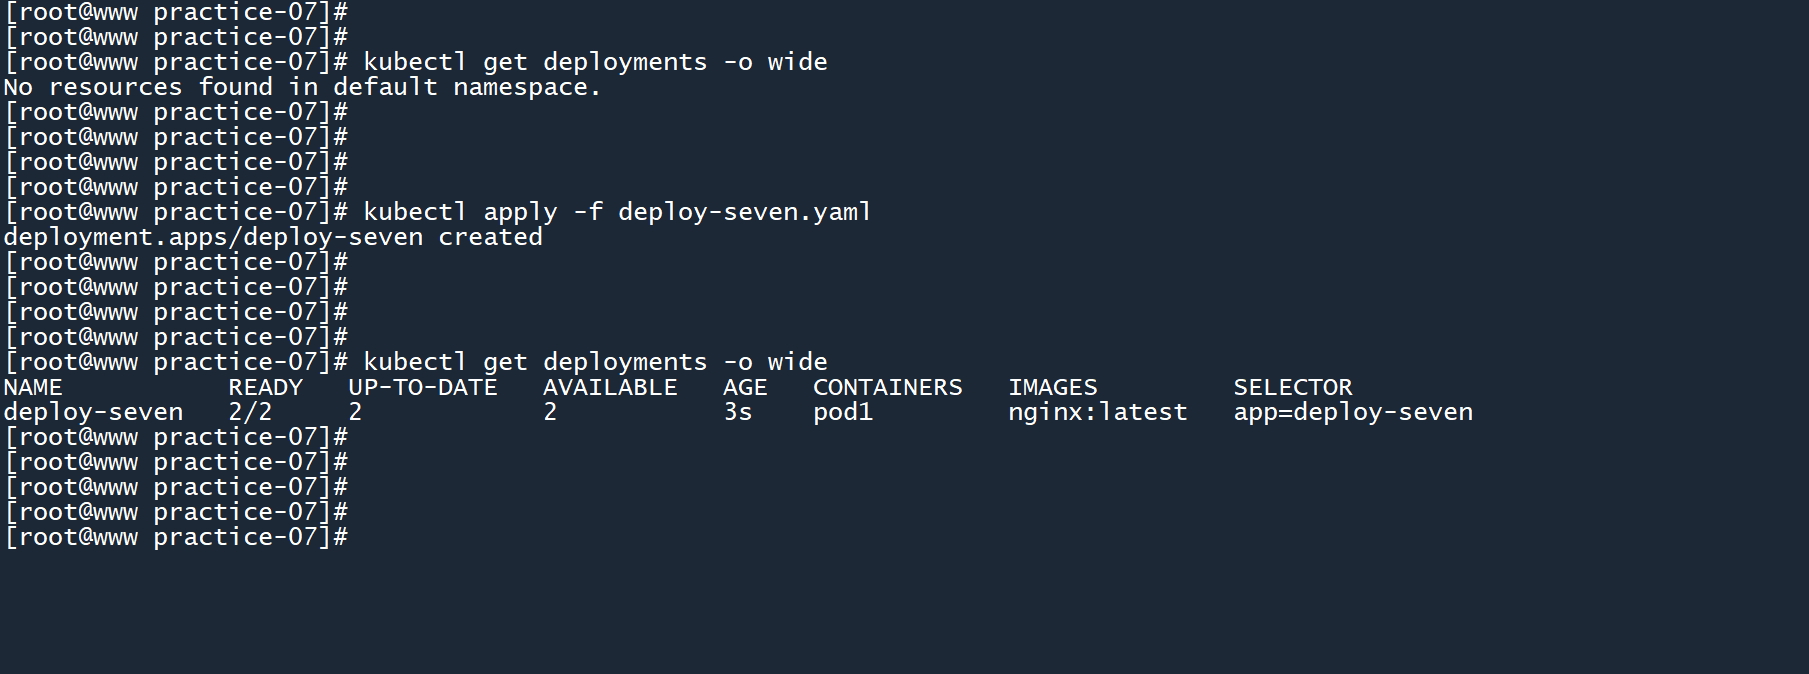 [root@www practice-07]#
[root@www practice-07]#
[root@www practice-07]# kubectl get deployments -o wide
No resources found in default namespace.
[root@www practice-07]#
[root@www practice-07]#
[root@www practice-07]#
[root@www practice-07]#
[root@www practice-07]# kubectl apply -f deploy-seven.yaml
deployment.apps/deploy-seven created
[root@www practice-07]#
[root@www practice-07]#
[root@www practice-07]#
[root@www practice-07]#
[root@www practice-07]# kubectl get deployments -o wide
NAME           READY   UP-TO-DATE   AVAILABLE   AGE   CONTAINERS   IMAGES         SELECTOR
deploy-seven   2/2     2            2           3s    pod1         nginx:latest   app=deploy-seven
[root@www practice-07]#
[root@www practice-07]#
[root@www practice-07]#
[root@www practice-07]#
[root@www practice-07]#